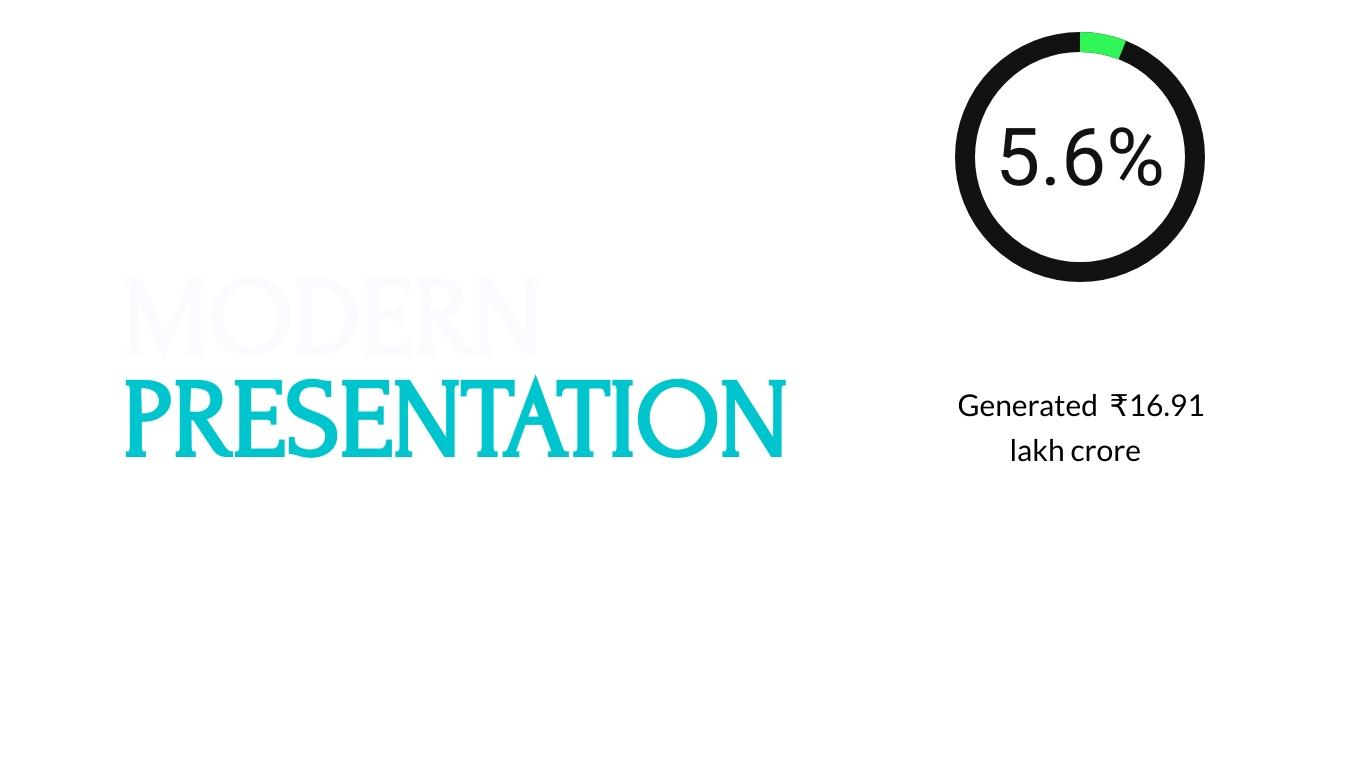 MODERN
PRESENTATION
5.6%
Generated ₹16.91
lakh crore